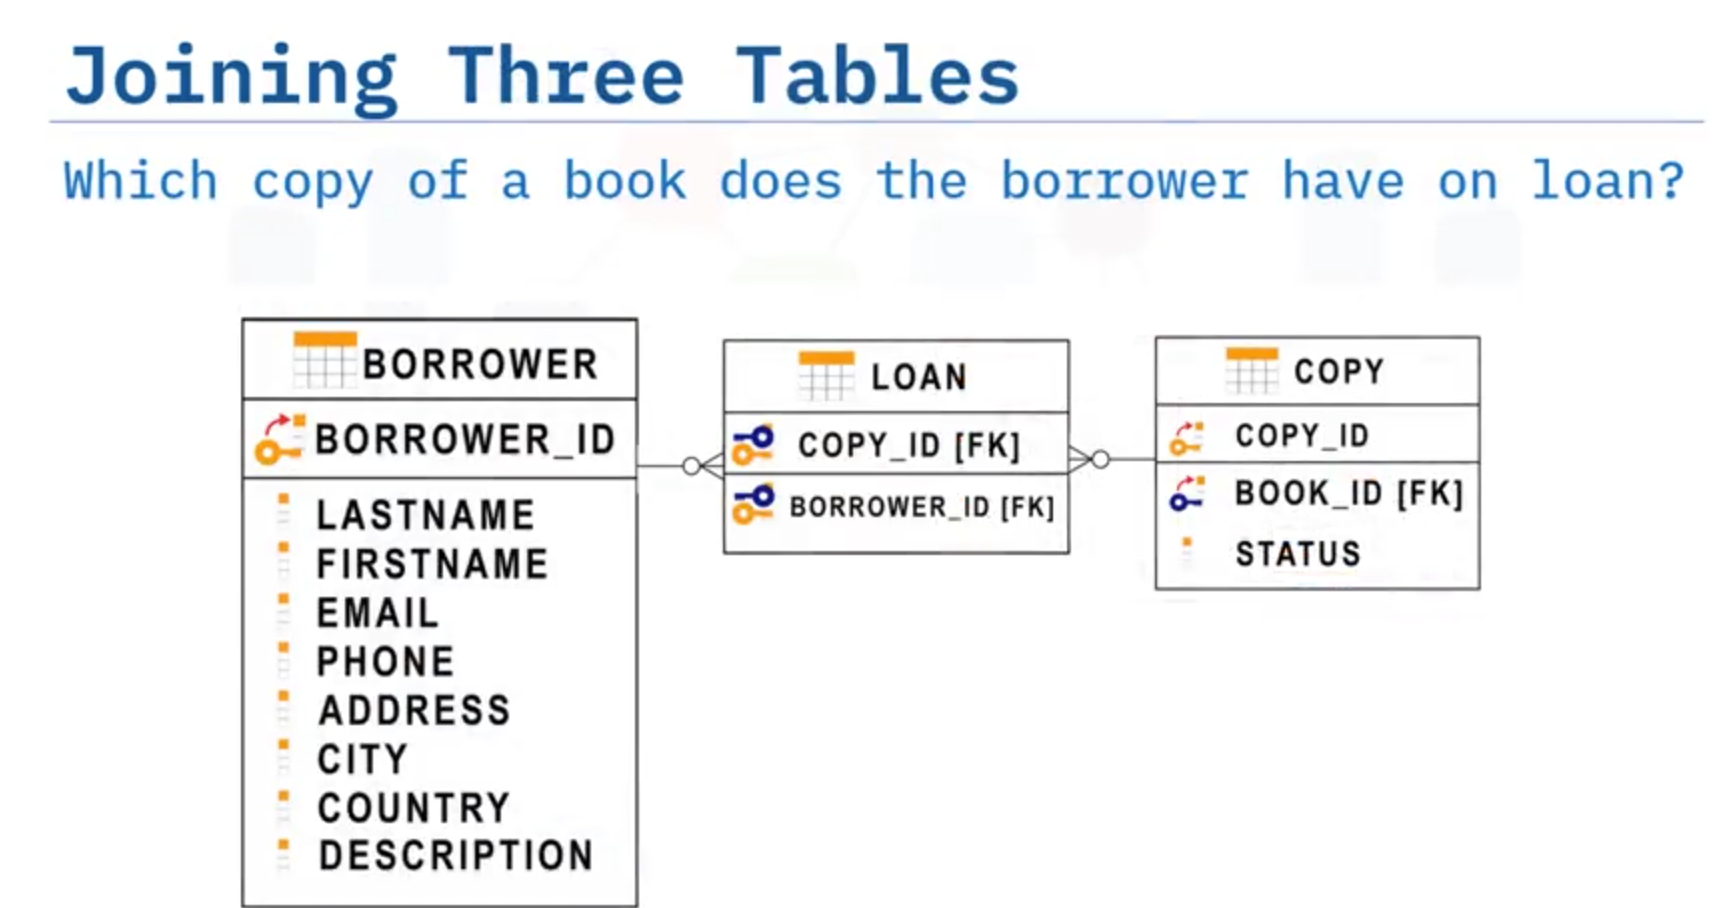 Joining Three Tables
Which copy of a book does the borrower have on loan?
BORROWER
BORROWER_ID
LASTNAME
FIRSTNAME
EMAIL
PHONE
ADDRESS
CITY
COUNTRY
DESCRIPTION
LOAN
COPY_ID [FK]
BORROWER_ID [FK]
COPY
COPY_ID
BOOK_ID [FK]
STATUS